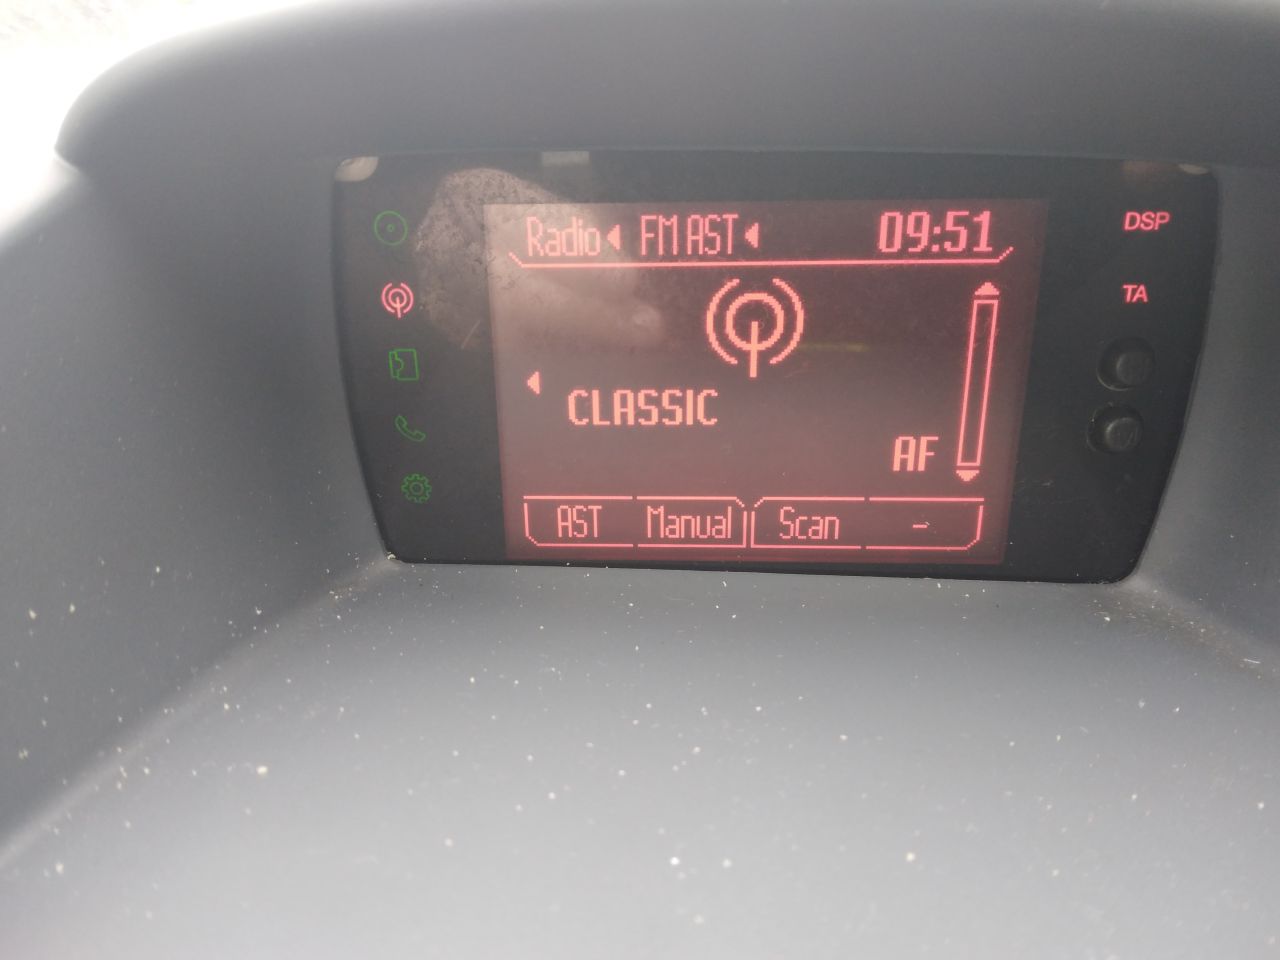 Radio FM AST 09:51
DSP
TA
CLASSIC
AF
AST Manual Scan -